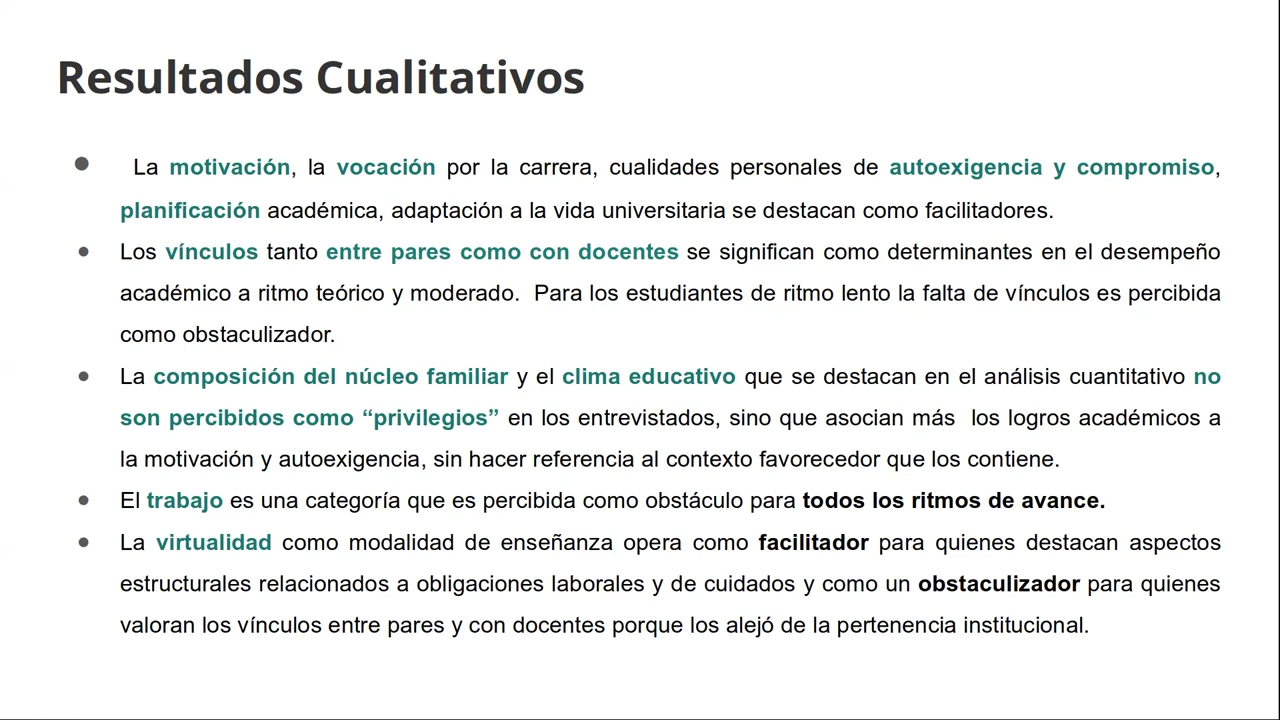 Resultados Cualitativos
● La motivación, la vocación por la carrera, cualidades personales de autoexigencia y compromiso,
planificación académica, adaptación a la vida universitaria se destacan como facilitadores.
● Los vínculos tanto entre pares como con docentes se significan como determinantes en el desempeño
académico a ritmo teórico y moderado. Para los estudiantes de ritmo lento la falta de vínculos es percibida
como obstaculizador.
● La composición del núcleo familiar y el clima educativo que se destacan en el análisis cuantitativo no
son percibidos como “privilegios” en los entrevistados, sino que asocian más los logros académicos a
la motivación y autoexigencia, sin hacer referencia al contexto favorecedor que los contiene.
● El trabajo es una categoría que es percibida como obstáculo para todos los ritmos de avance.
● La virtualidad como modalidad de enseñanza opera como facilitador para quienes destacan aspectos
estructurales relacionados a obligaciones laborales y de cuidados y como un obstaculizador para quienes
valoran los vínculos entre pares y con docentes porque los alejó de la pertenencia institucional.